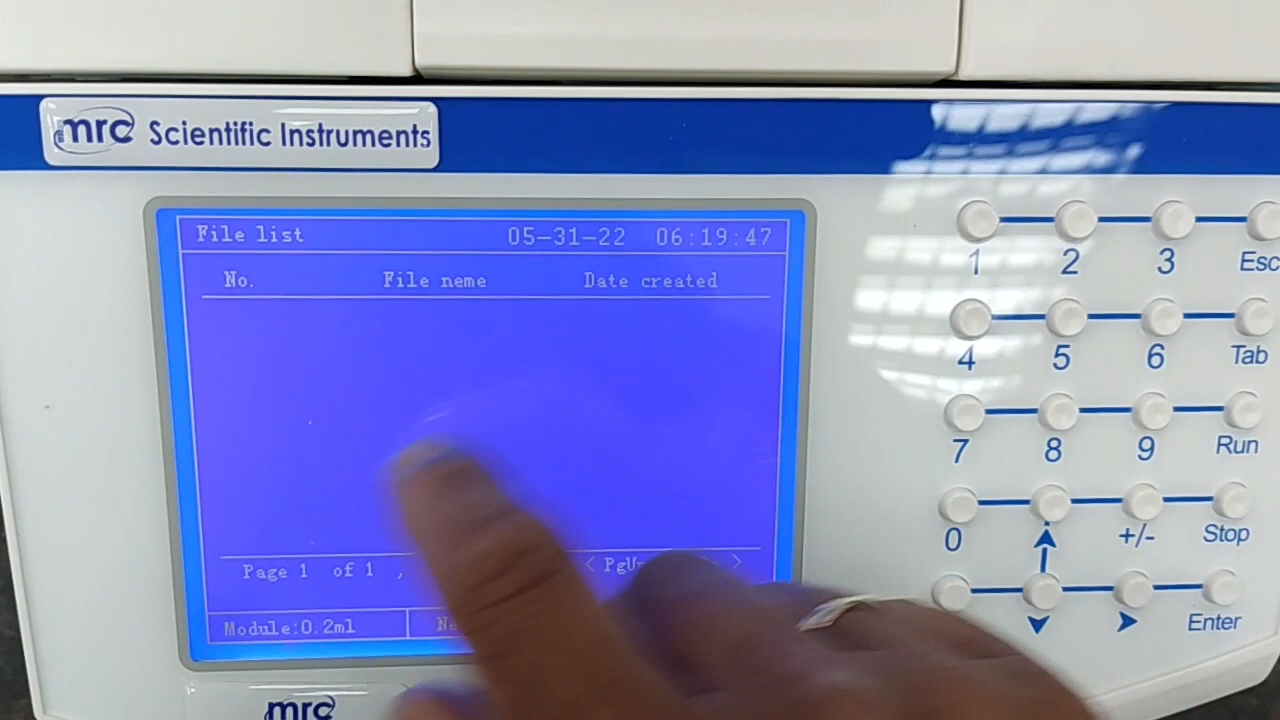 mrc Scientific Instruments
File list 05-31-22 06:19:47
No. File neme Date created
Page 1 of 1 ,
Module:0.2ml
1 2 3 Esc
4 5 6 Tab
7 8 9 Run
0 +/- Stop
Enter
mrc